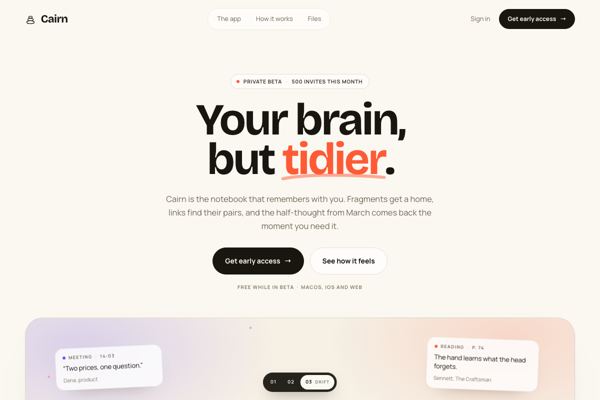 Cairn
The app How it works Files
Sign in
Get early access →
PRIVATE BETA · 500 INVITES THIS MONTH
Your brain,
but tidier.
Cairn is the notebook that remembers with you. Fragments get a home,
links find their pairs, and the half-thought from March comes back the
moment you need it.
Get early access →
See how it feels
FREE WHILE IN BETA · MACOS, IOS AND WEB
MEETING · 14:03
“Two prices, one question.”
Dana, product
READING · P. 74
The hand learns what the head
forgets.
Sennett, The Craftsman
01 02 03 DRIFT